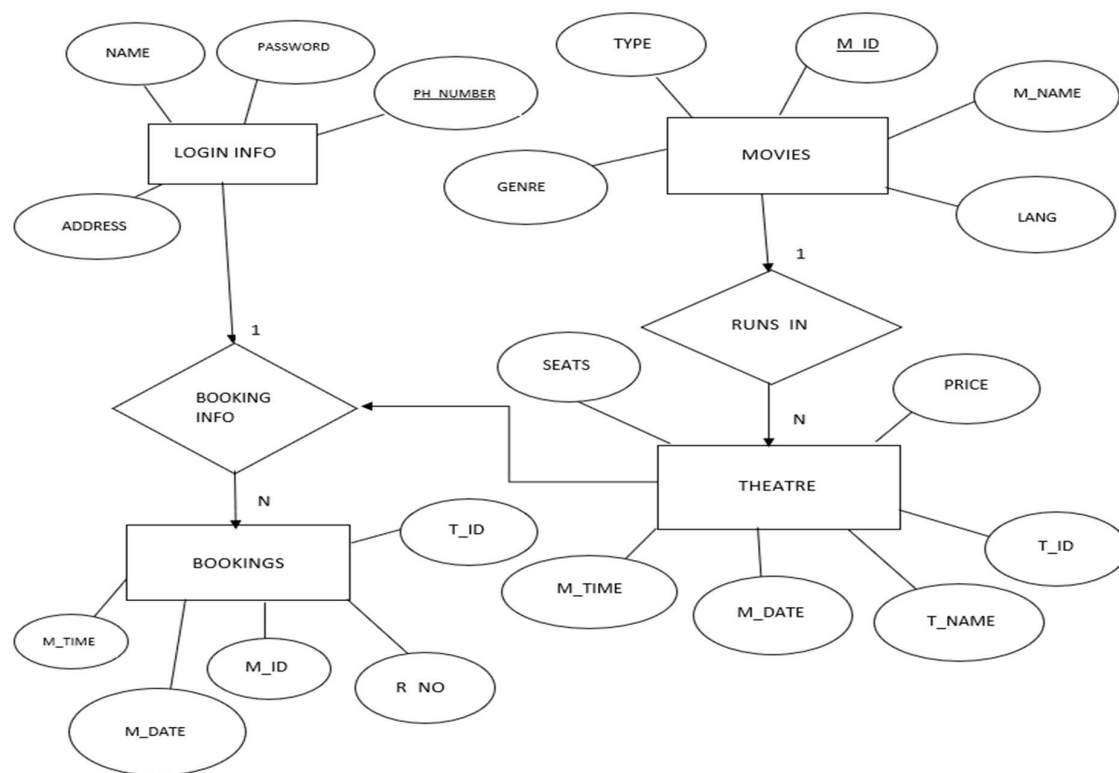 NAME
PASSWORD
PH_NUMBER
LOGIN INFO
ADDRESS
TYPE
M_ID
M_NAME
MOVIES
GENRE
LANG
1
RUNS IN
1
BOOKING
INFO
SEATS
PRICE
N
N
THEATRE
T_ID
BOOKINGS
M_TIME
M_DATE
T_NAME
T_ID
M_TIME
M_DATE
M_ID
R NO